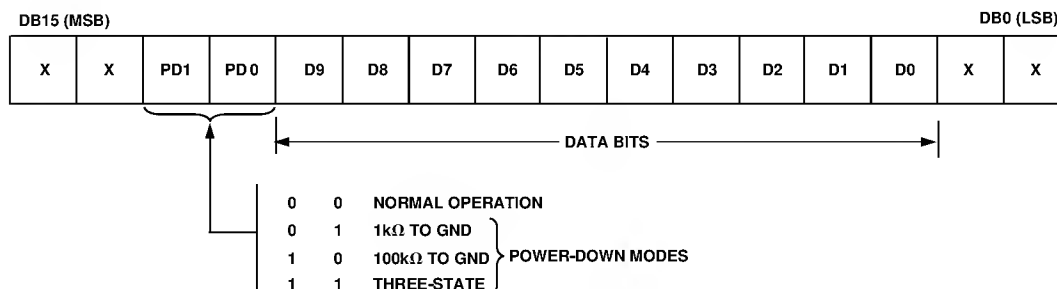 DB15 (MSB) DB0 (LSB)
X X PD1 PD 0 D9 D8 D7 D6 D5 D4 D3 D2 D1 D0 X X
DATA BITS
0 0 NORMAL OPERATION
0 1 1kΩ TO GND
1 0 100kΩ TO GND POWER-DOWN MODES
1 1 THREE-STATE